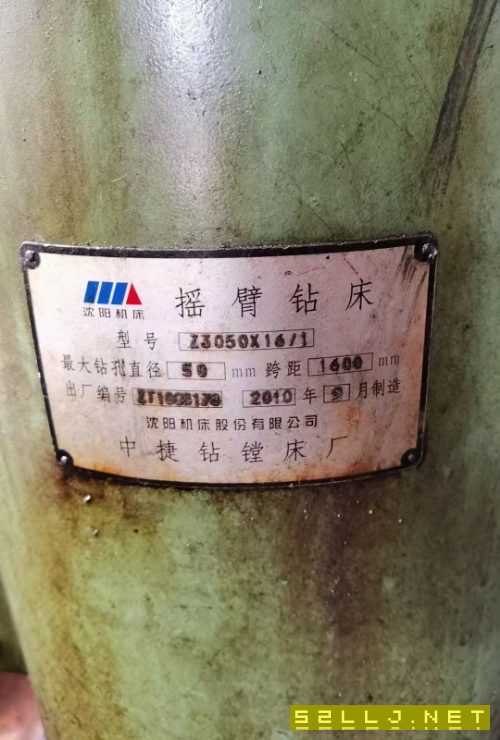 沈阳机床
摇臂钻床
型号 Z3050X16/1
最大钻孔直径 50 mm 跨距 1600 mm
出厂编号 2010 年 9 月制造
沈阳机床股份有限公司
中捷钻镗床厂
52LLJ.NET